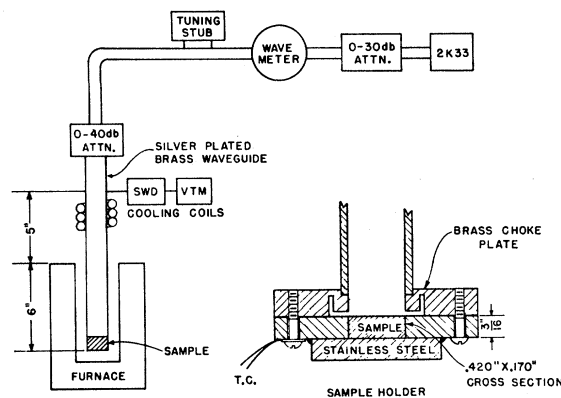 TUNING
STUB
WAVE
METER
0-30db
ATTN.
2K33
0-40db
ATTN.
SILVER PLATED
BRASS WAVEGUIDE
SWD
VTM
COOLING COILS
5"
6"
SAMPLE
FURNACE
BRASS CHOKE
PLATE
SAMPLE
STAINLESS STEEL
3"
16
T.C.
.420"X.170"
CROSS SECTION
SAMPLE HOLDER